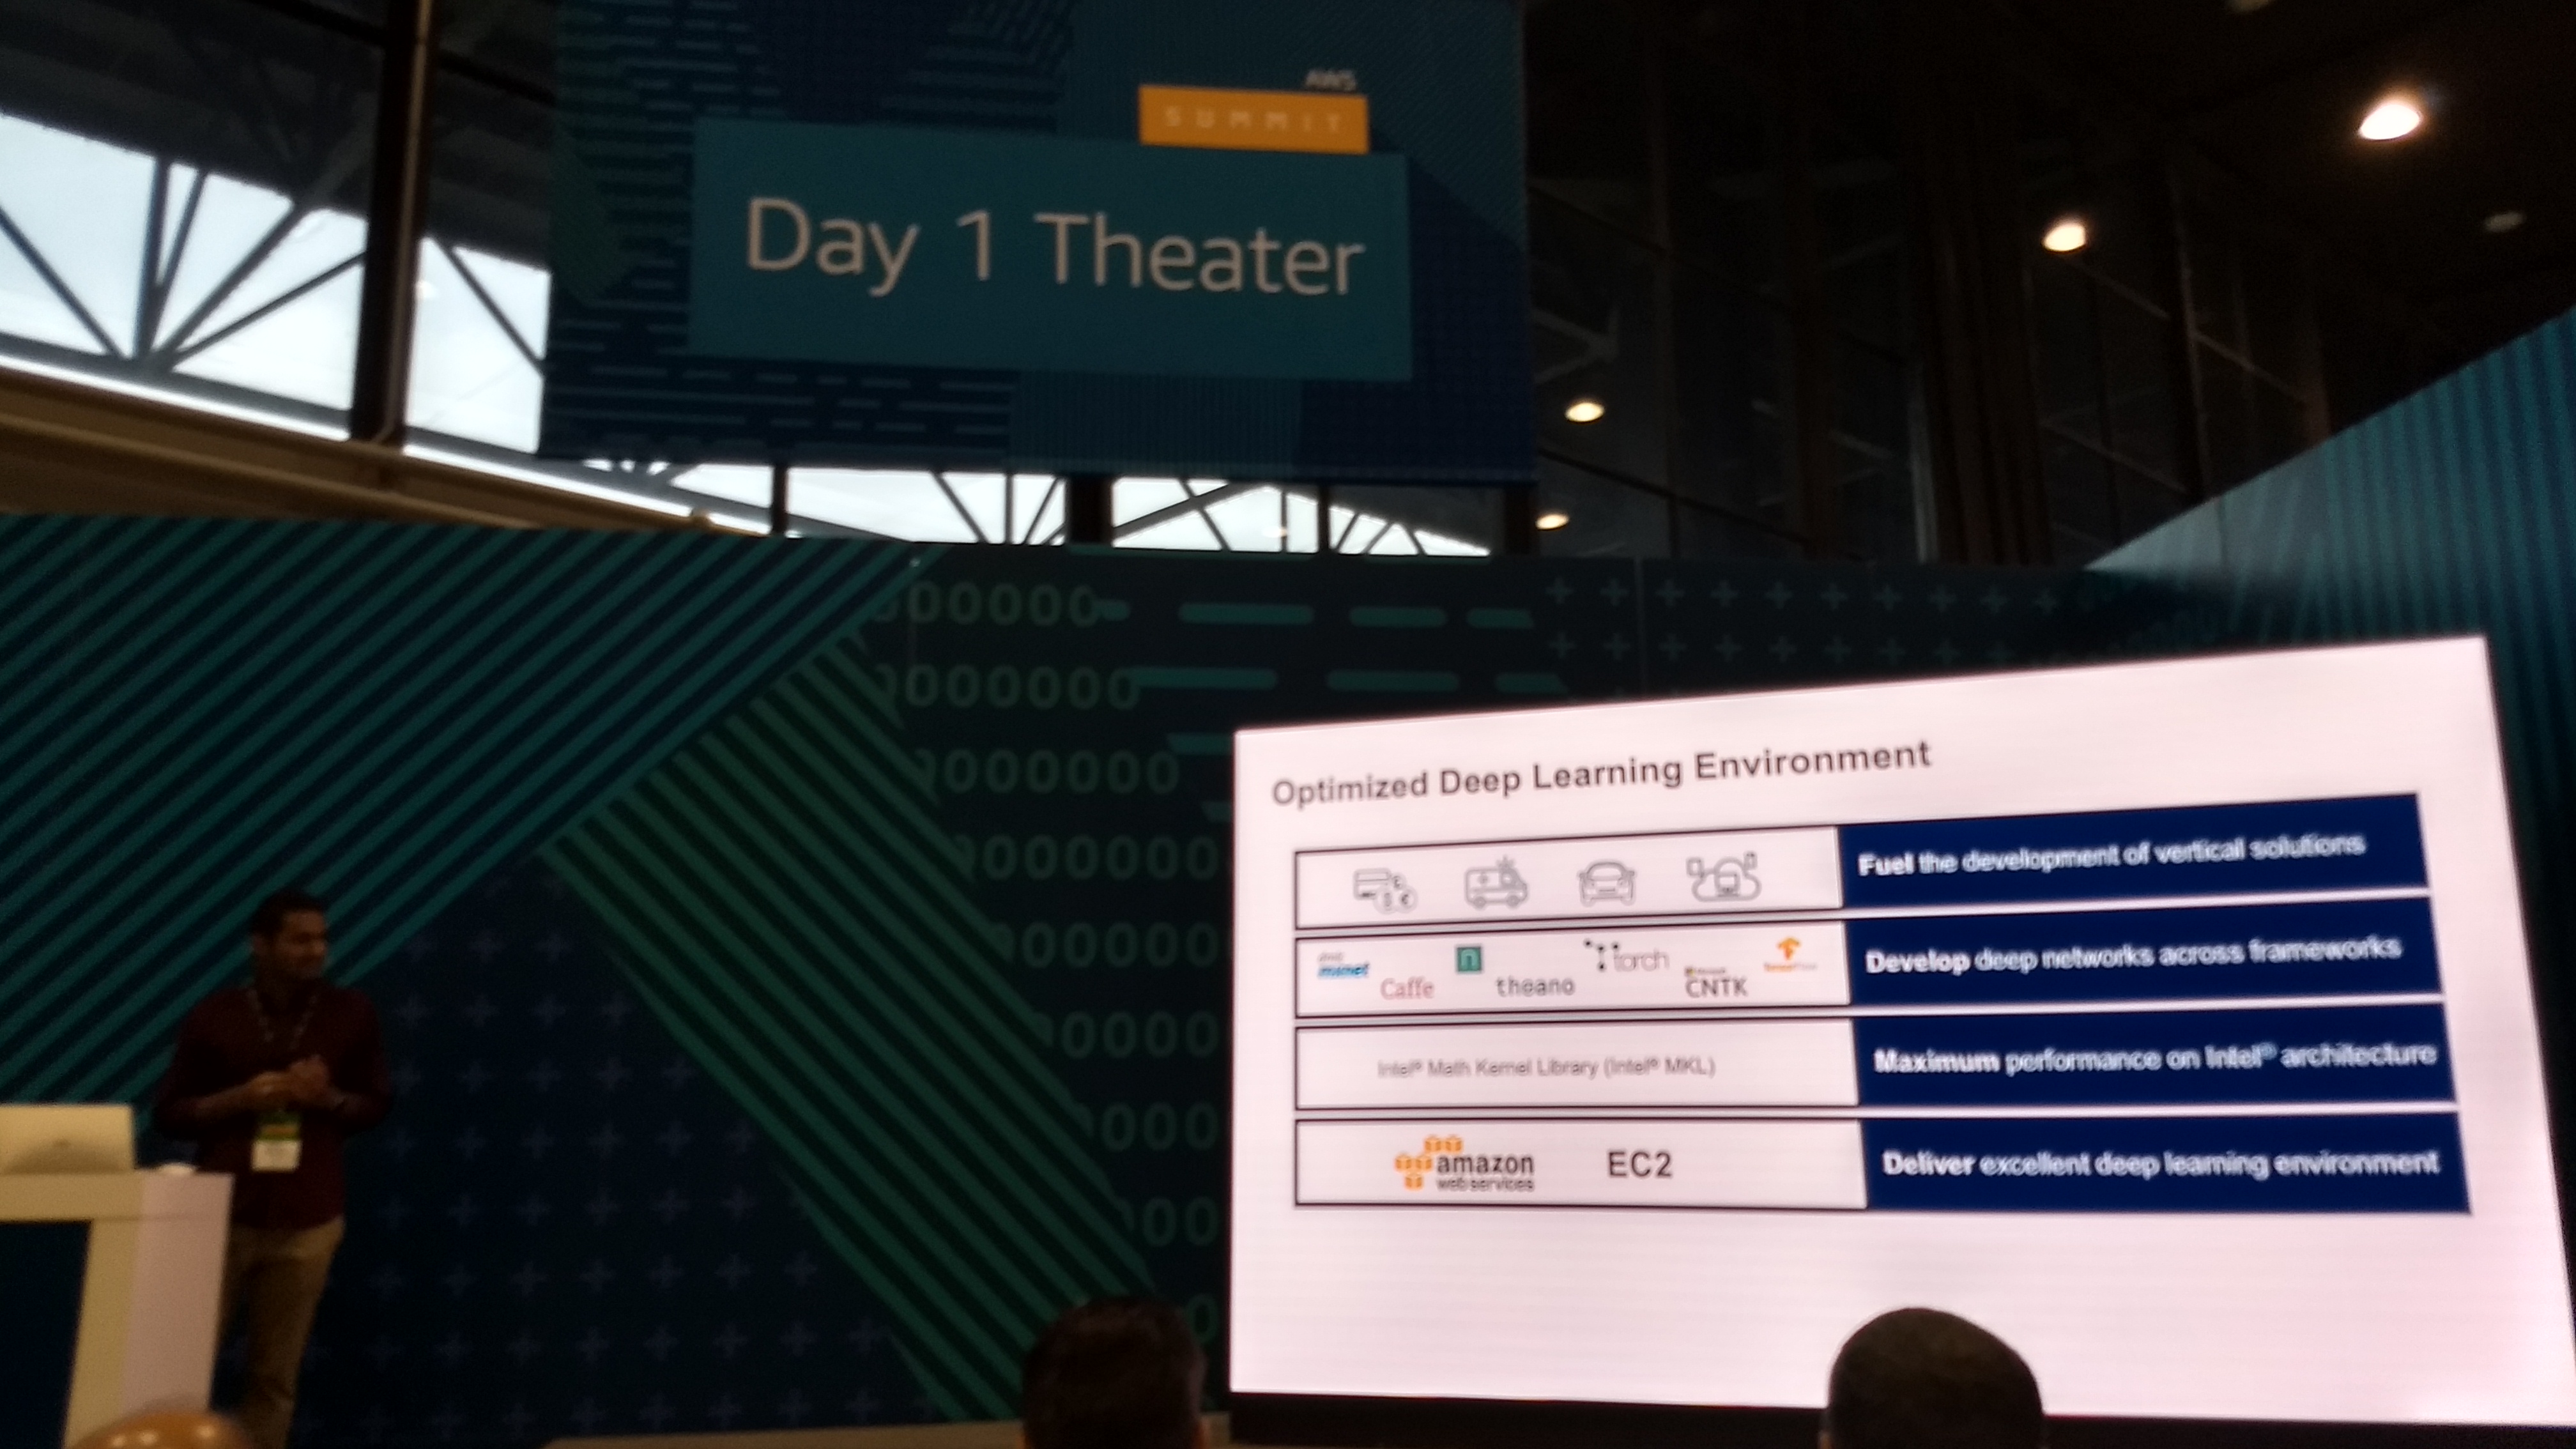 AWS
SUMMIT
Day 1 Theater
Optimized Deep Learning Environment
Fuel the development of vertical solutions
mxnet
Caffe
theano
torch
CNTK
Develop deep networks across frameworks
Intel® Math Kernel Library (Intel® MKL)
Maximum performance on Intel® architecture
amazon
web services
EC2
Deliver excellent deep learning environment